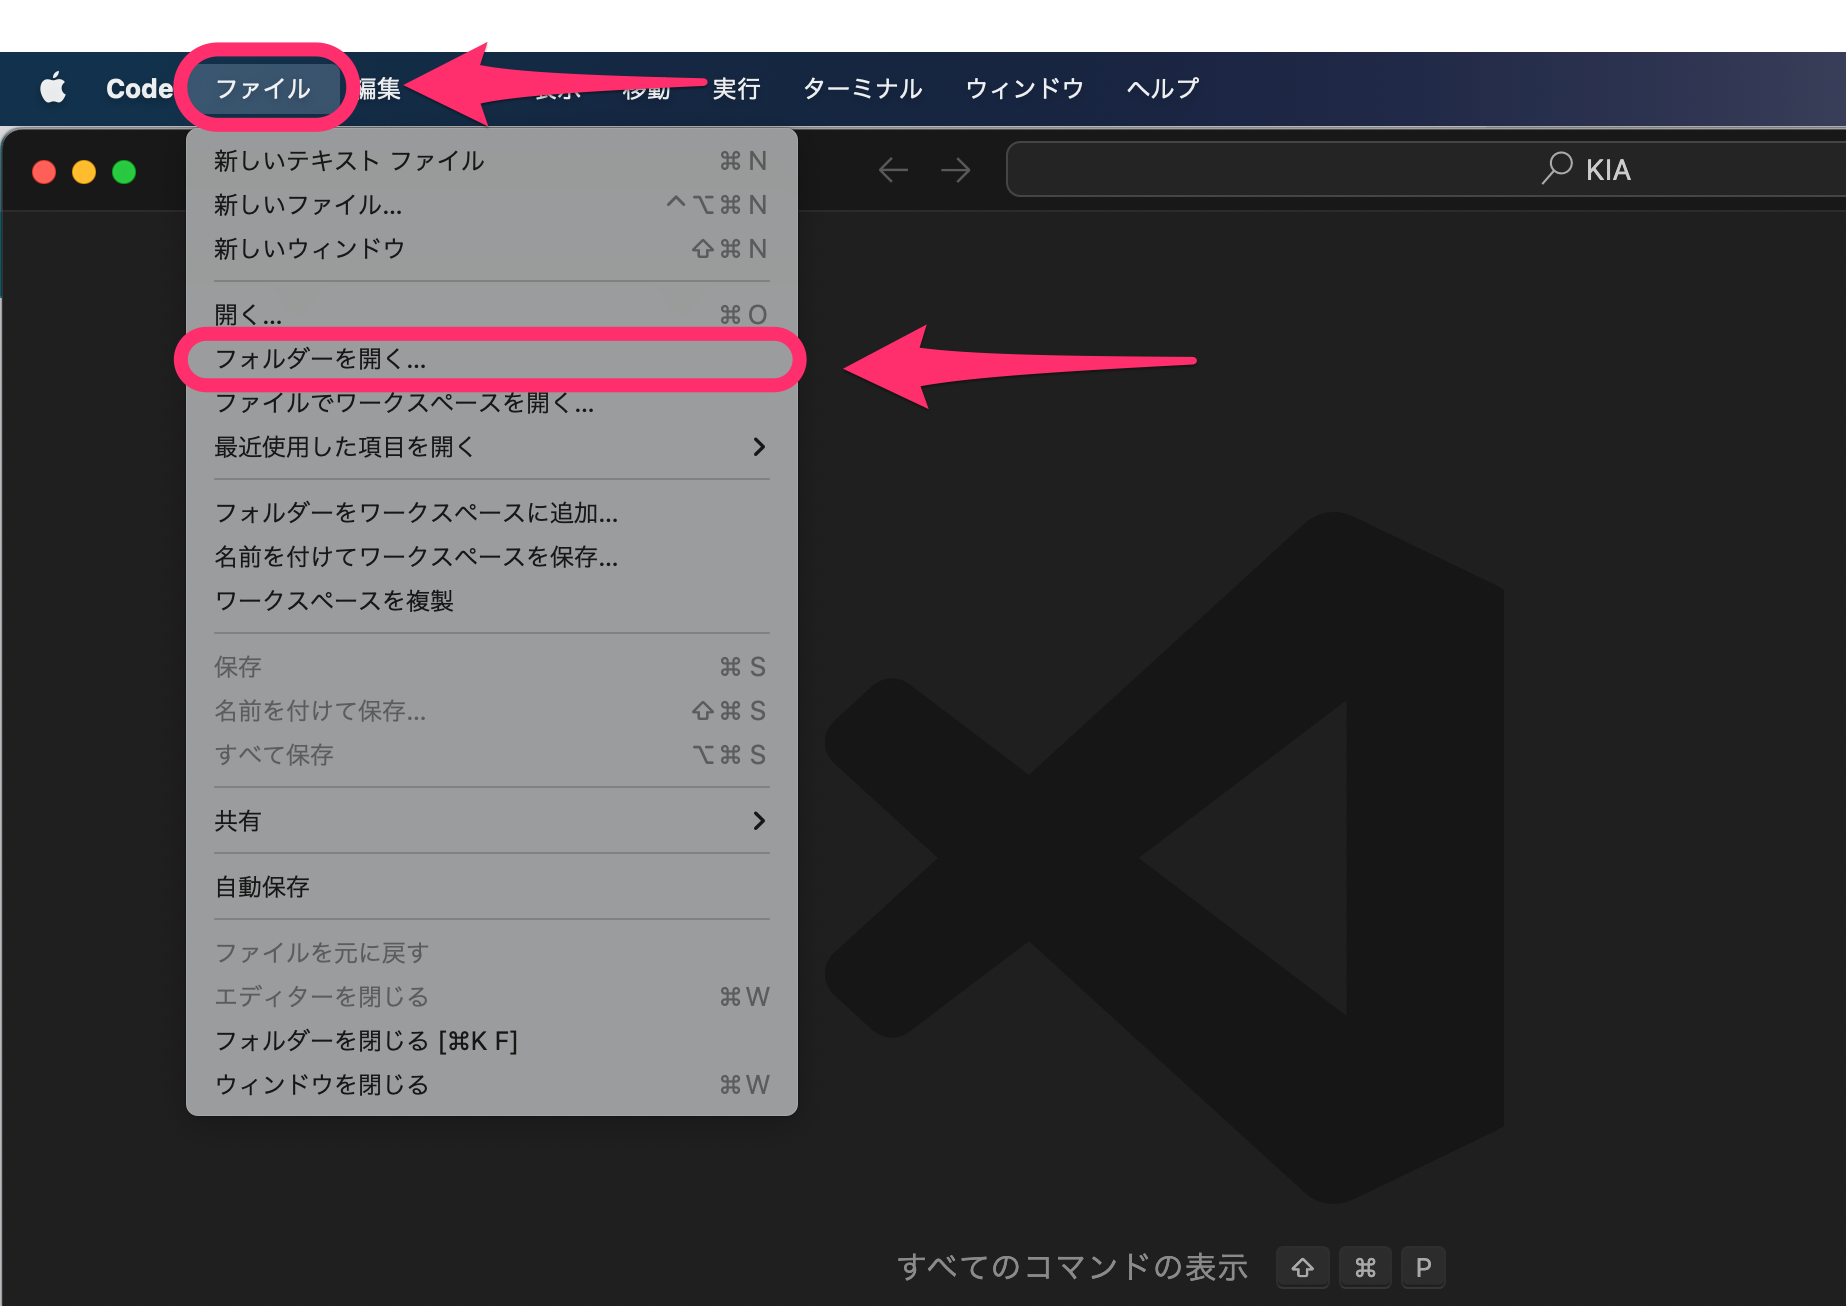 Code ファイル 編集 表示 移動 実行 ターミナル ウィンドウ ヘルプ
KIA
新しいテキスト ファイル ⌘N
新しいファイル... ^⌥⌘N
新しいウィンドウ ⇧⌘N
開く... ⌘O
フォルダーを開く...
ファイルでワークスペースを開く...
最近使用した項目を開く
フォルダーをワークスペースに追加...
名前を付けてワークスペースを保存...
ワークスペースを複製
保存 ⌘S
名前を付けて保存... ⇧⌘S
すべて保存 ⌥⌘S
共有
自動保存
ファイルを元に戻す
エディターを閉じる ⌘W
フォルダーを閉じる [⌘K F]
ウィンドウを閉じる ⌘W
すべてのコマンドの表示 ⇧ ⌘ P